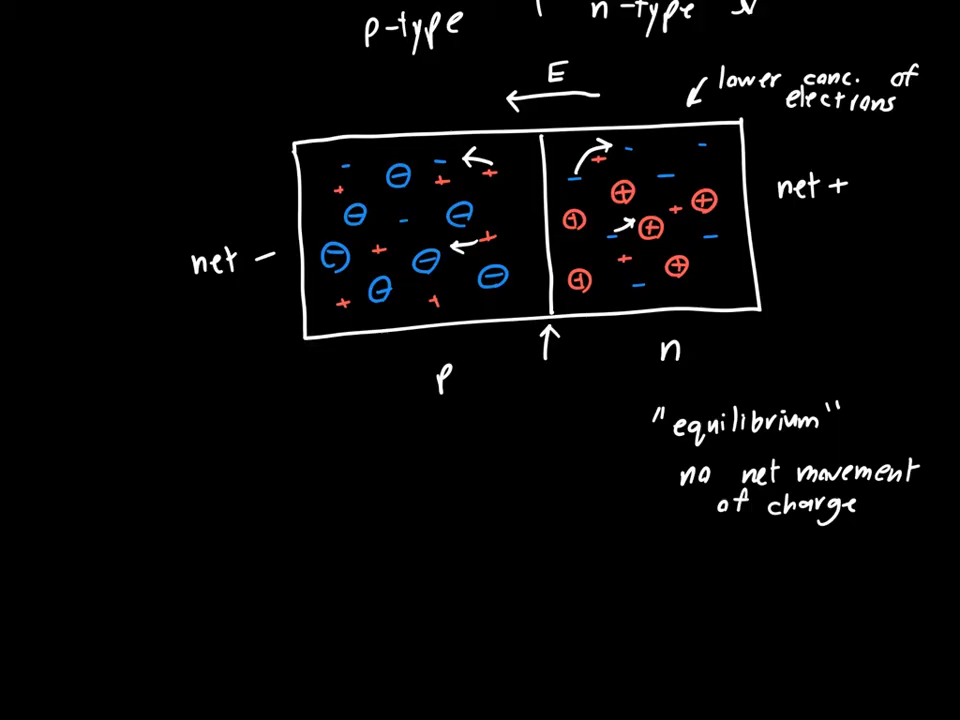 p-type n-type
E
lower conc. of
electrons
net +
net -
p
n
"equilibrium"
no net movement
of charge